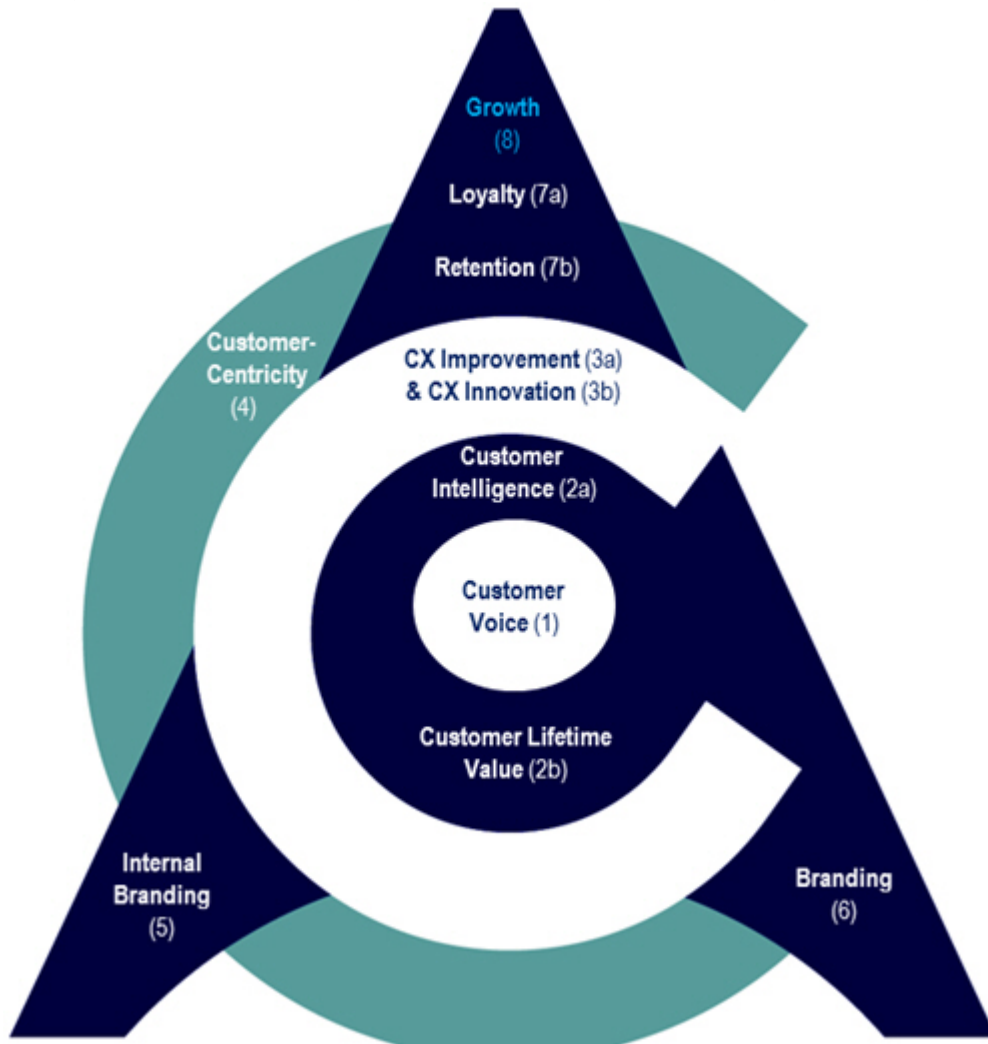 Growth
(8)
Loyalty (7a)
Retention (7b)
Customer-
Centricity
(4)
CX Improvement (3a)
& CX Innovation (3b)
Customer
Intelligence (2a)
Customer
Voice (1)
Customer Lifetime
Value (2b)
Internal
Branding
(5)
Branding
(6)